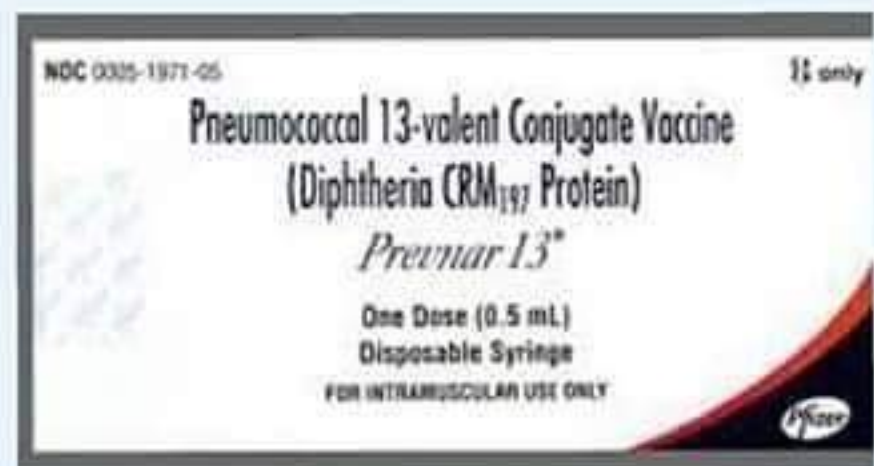 NDC 0005-1971-05
℞ only
Pneumococcal 13-valent Conjugate Vaccine
(Diphtheria CRM₁₉₇ Protein)
Prevnar 13®
One Dose (0.5 mL)
Disposable Syringe
FOR INTRAMUSCULAR USE ONLY
Pfizer